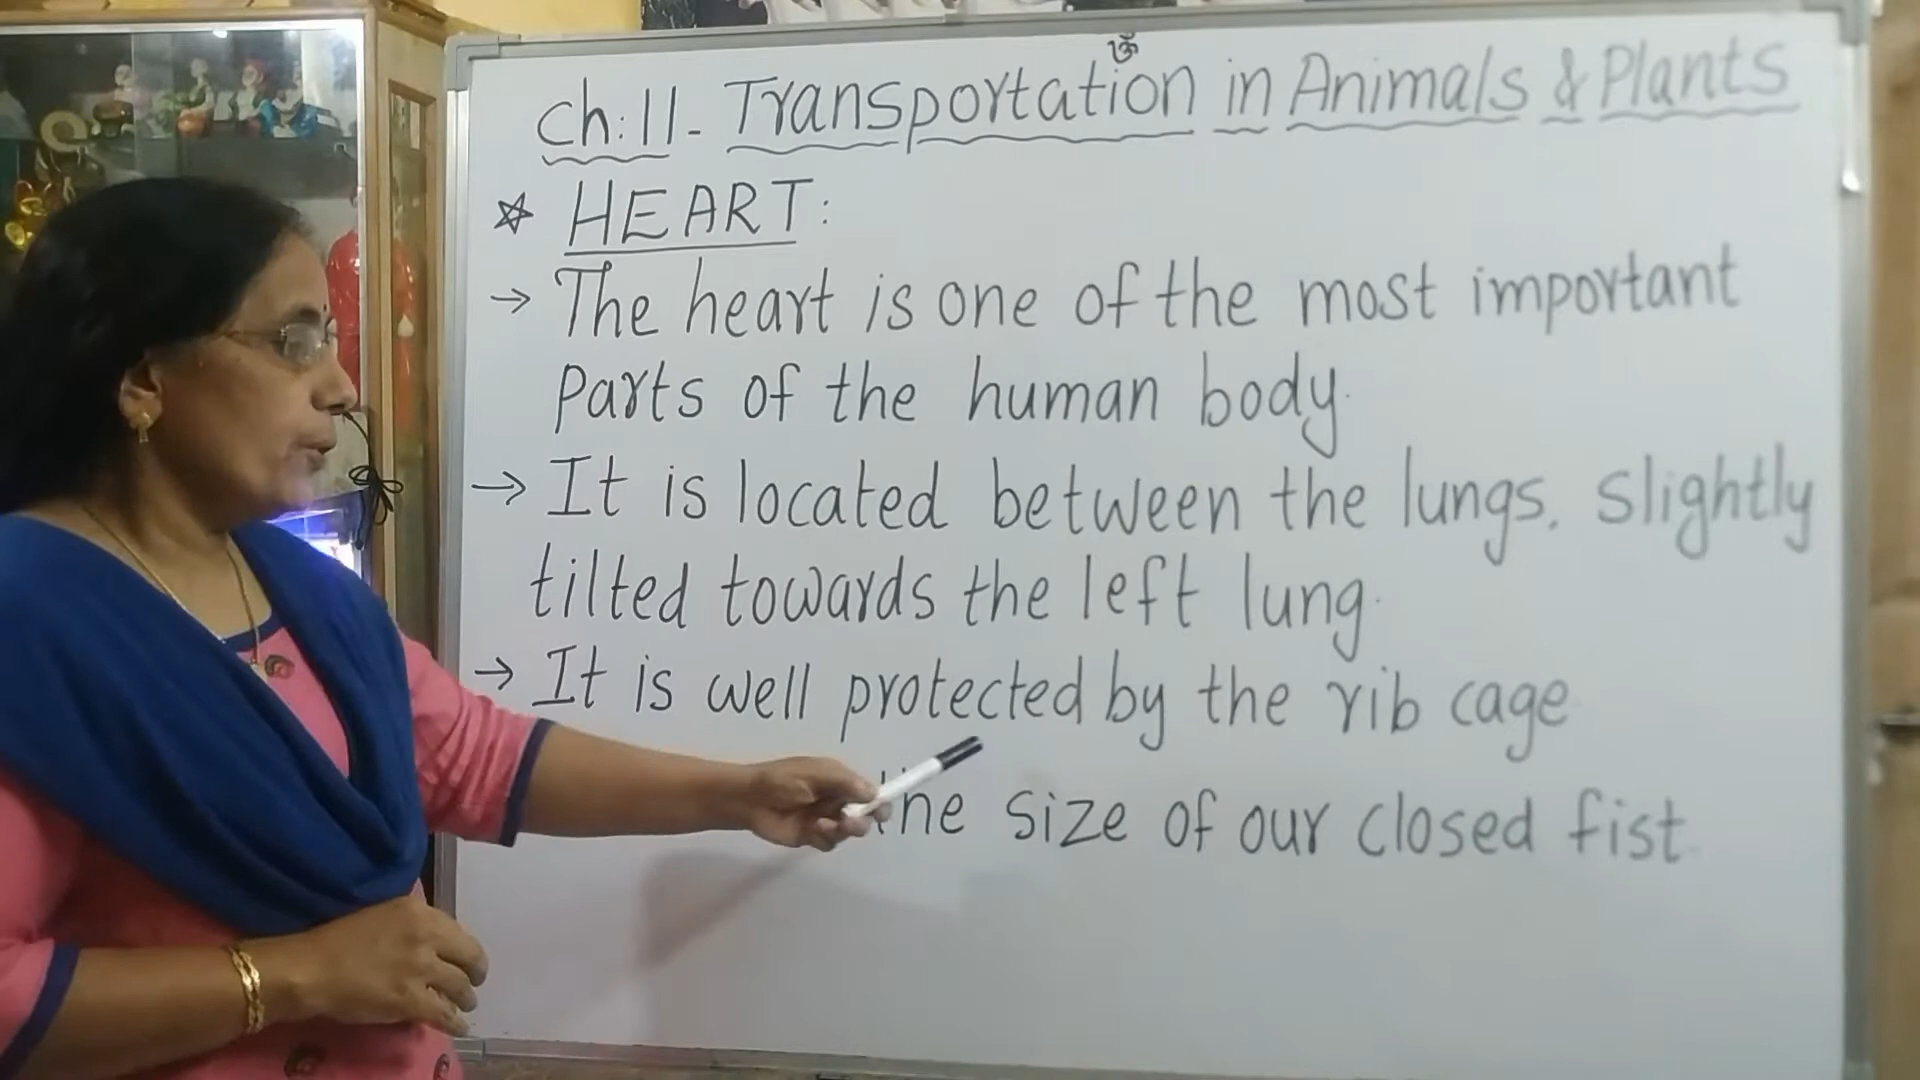 ॐ
Ch:11- Transportation in Animals & Plants
☆ HEART:
→ The heart is one of the most important
parts of the human body.
→ It is located between the lungs. Slightly
tilted towards the left lung.
→ It is well protected by the rib cage
the size of our closed fist.